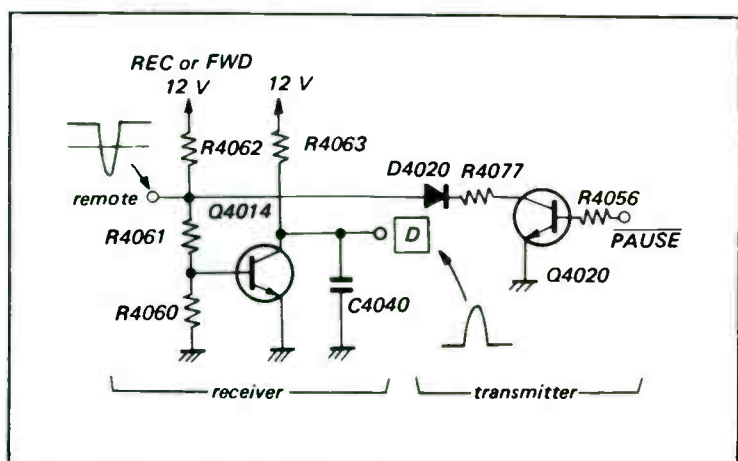 REC or FWD
12 V 12 V
R4062 R4063
D4020 R4077
R4056
remote
Q4014
R4061
D
PAUSE
Q4020
R4060
C4040
receiver transmitter